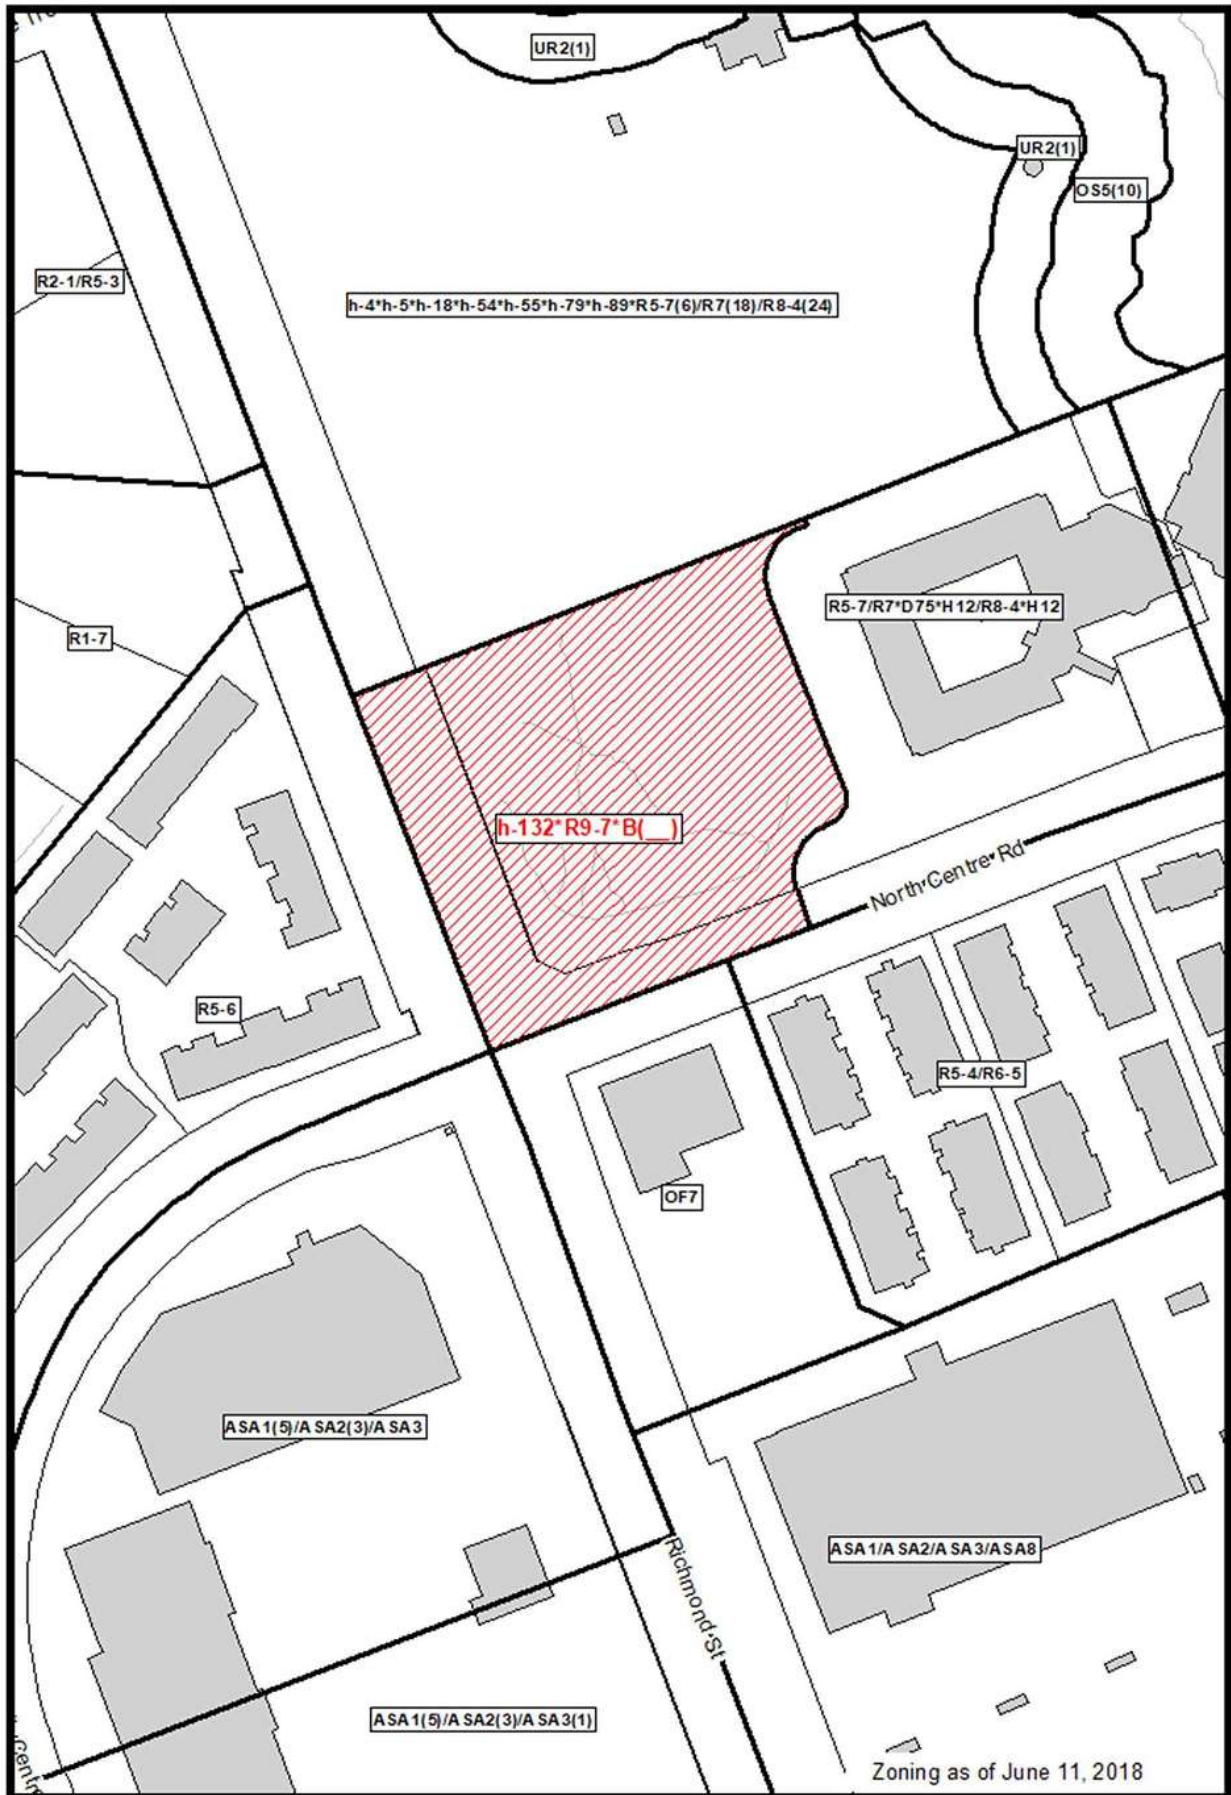 UR2(1)
UR2(1)
OS5(10)
R2-1/R5-3
h-4*h-5*h-18*h-54*h-55*h-79*h-89*R5-7(6)/R7(18)/R8-4(24)
R5-7/R7*D75*H12/R8-4*H12
R1-7
h-132*R9-7*B(__)
North Centre Rd
R5-6
R5-4/R6-5
OF7
ASA1(5)/ASA2(3)/ASA3
ASA1/ASA2/ASA3/ASA8
Richmond St
ASA1(5)/ASA2(3)/ASA3(1)
Zoning as of June 11, 2018